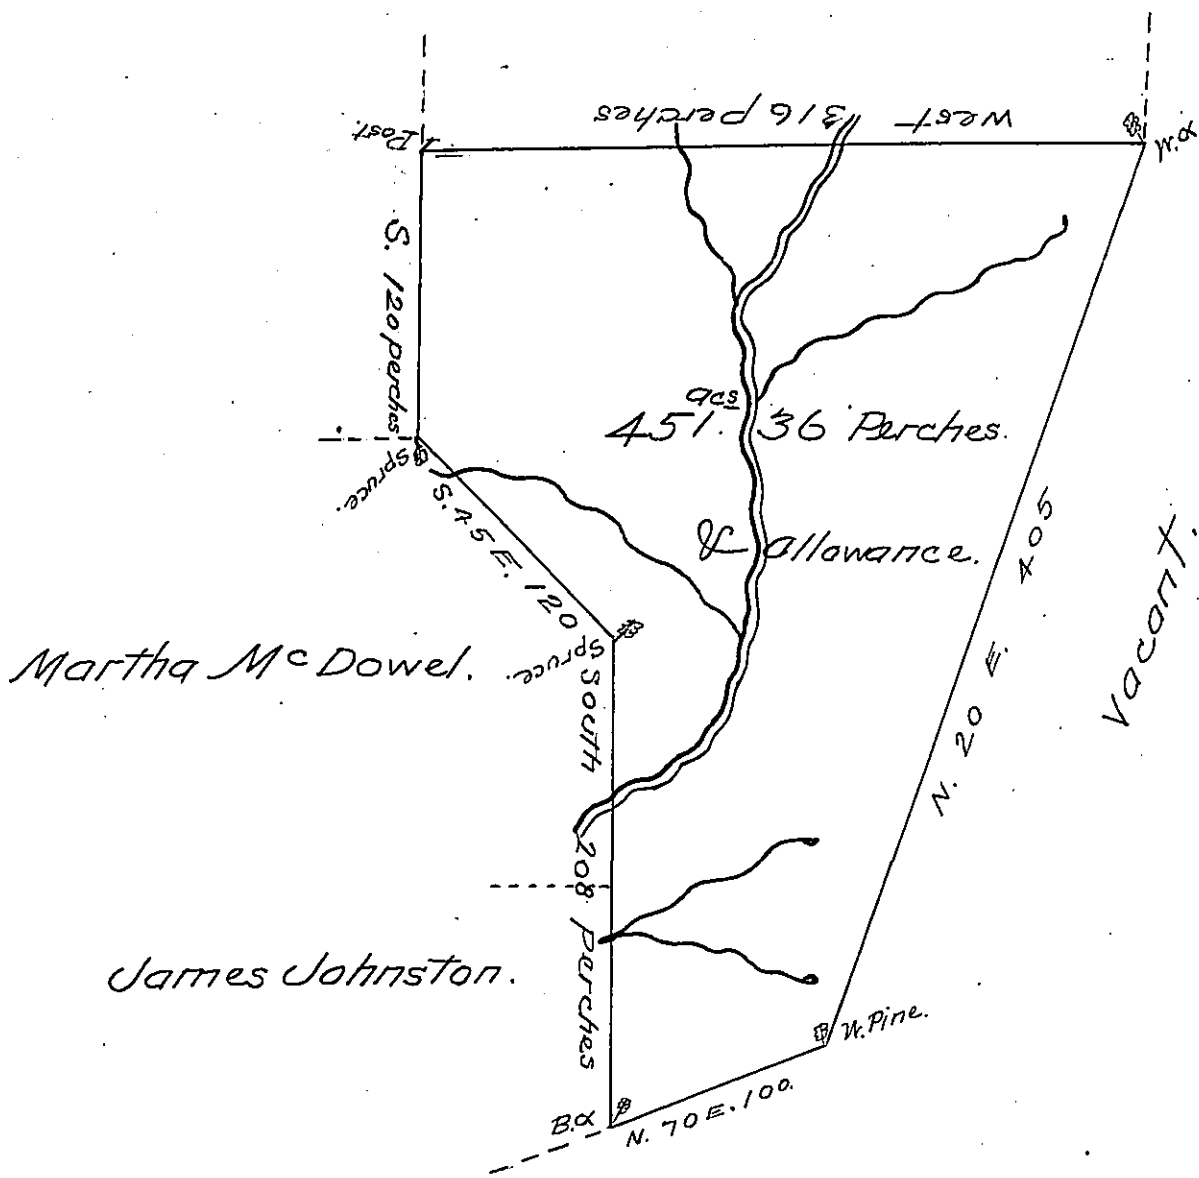 West 316 perches
Post.
W.α
S. 120 perches
acs
451. 36 Perches.
Spruce.
S. 45 E. 120
& allowance.
N. 20 E. 405
Vacant.
Martha McDowel.
Spruce.
South 208 Perches
James Johnston.
W. Pine.
B.α
N. 70 E. 100.